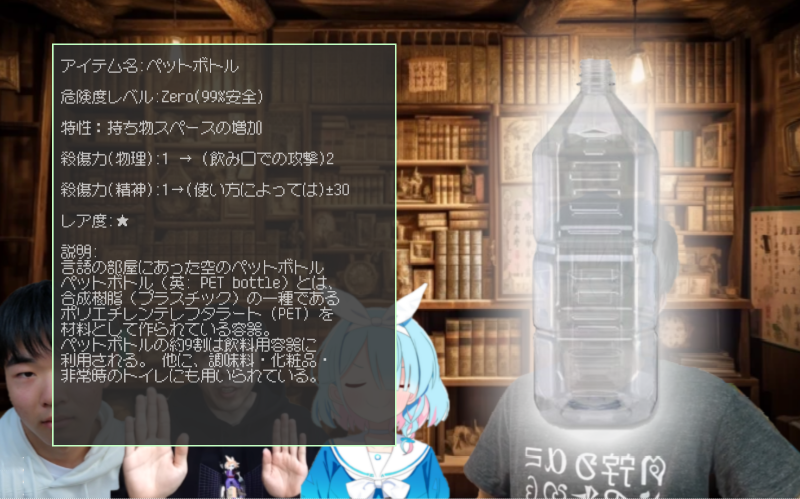 アイテム名:ペットボトル
危険度レベル:Zero(99%安全)
特性：持ち物スペースの増加
殺傷力(物理):1 → (飲み口での攻撃)2
殺傷力(精神):1→(使い方によっては)±30
レア度:★
説明:
言語の部屋にあった空のペットボトル
ペットボトル（英: PET bottle）とは、
合成樹脂（プラスチック）の一種である
ポリエチレンテレフタラート（PET）を
材料として作られている容器。
ペットボトルの約9割は飲料用容器に
利用される。 他に、調味料・化粧品・
非常時のトイレにも用いられている。